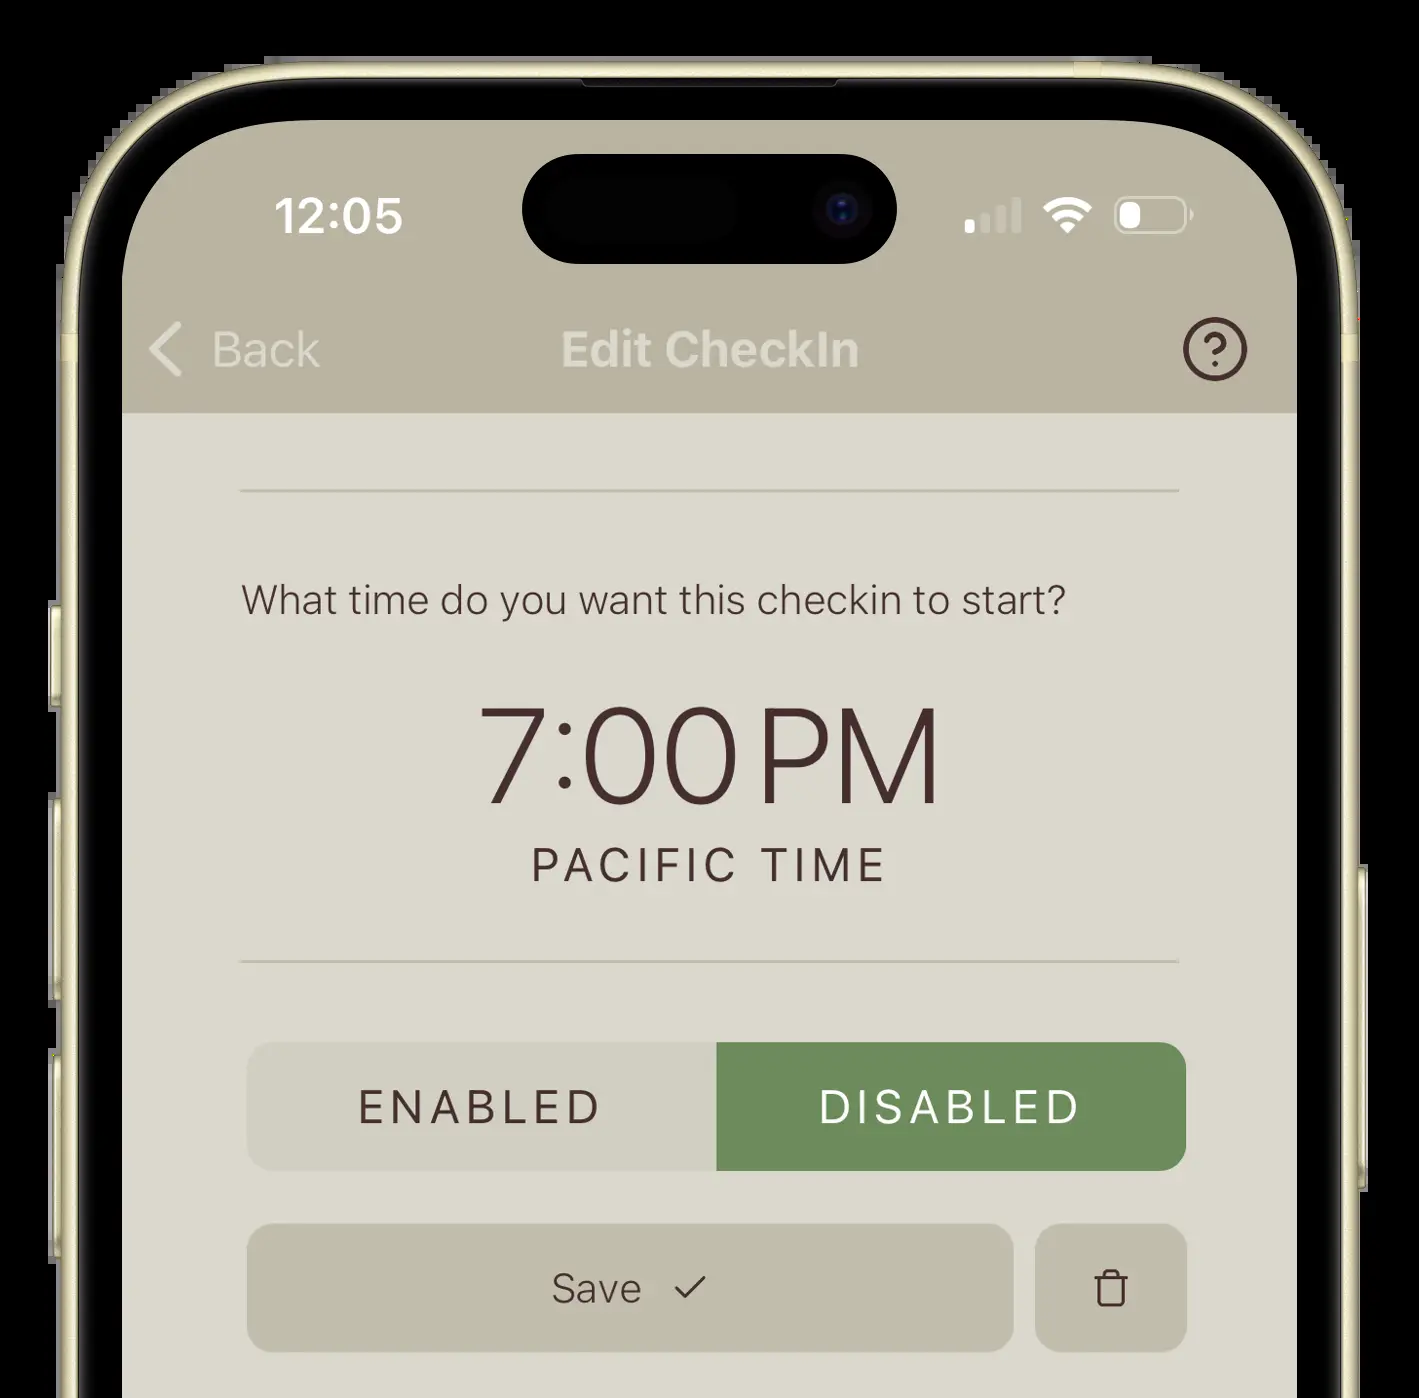 12:05
Back Edit CheckIn
What time do you want this checkin to start?
7:00 PM
PACIFIC TIME
ENABLED DISABLED
Save